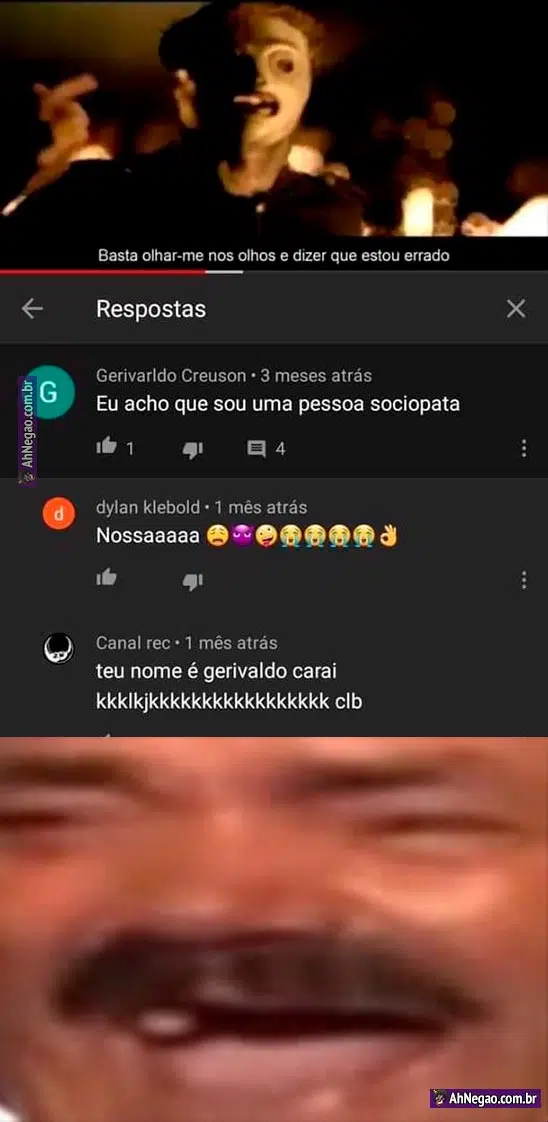 Basta olhar-me nos olhos e dizer que estou errado
Respostas
Gerivarldo Creuson • 3 meses atrás
G
Eu acho que sou uma pessoa sociopata
1
4
AhNegao.com.br
dylan klebold • 1 mês atrás
d
Nossaaaaa 😩😈🤪😭😭😭😭👌
Canal rec • 1 mês atrás
teu nome é gerivaldo carai
kkklkjkkkkkkkkkkkkkkkkkk clb
AhNegao.com.br